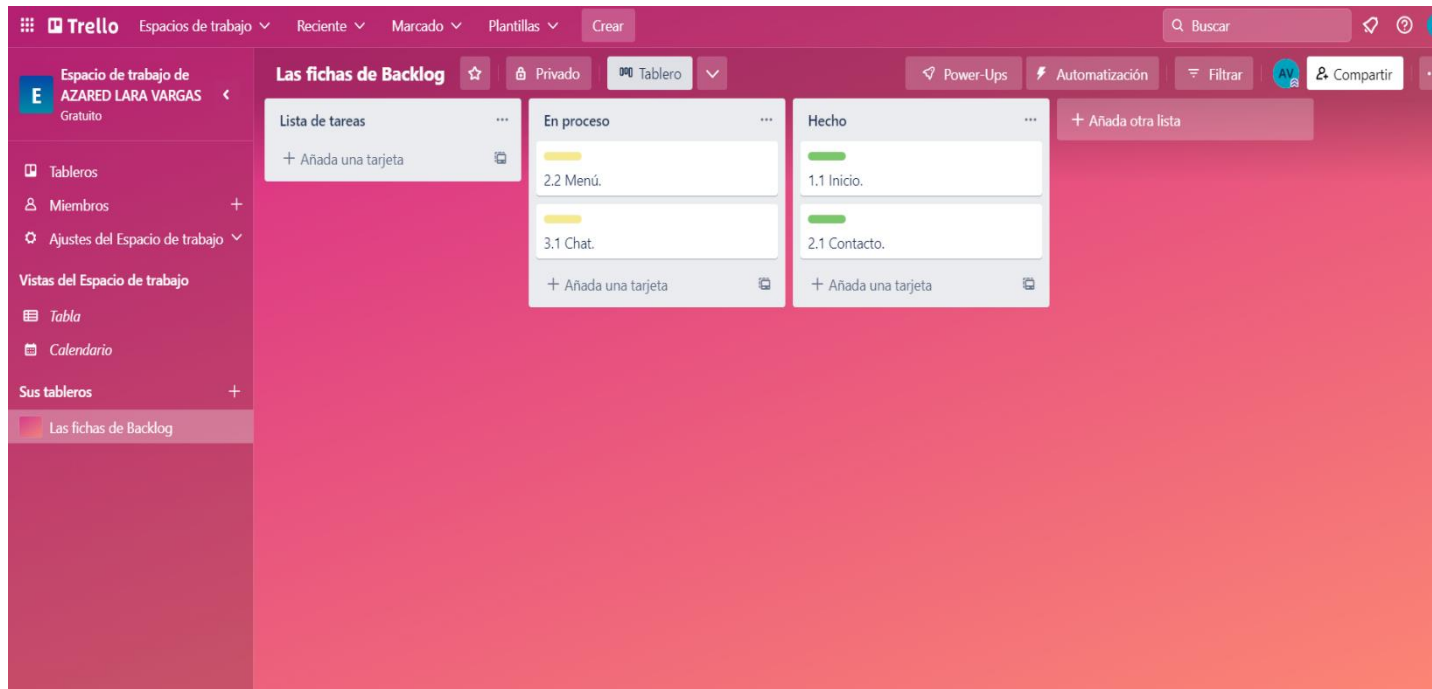 Trello Espacios de trabajo Reciente Marcado Plantillas Crear Buscar
Espacio de trabajo de
AZARED LARA VARGAS
Gratuito
E
Tableros
Miembros
Ajustes del Espacio de trabajo
Vistas del Espacio de trabajo
Tabla
Calendario
Sus tableros
Las fichas de Backlog
Las fichas de Backlog Privado Tablero Power-Ups Automatización Filtrar AV Compartir
Lista de tareas
+ Añada una tarjeta
En proceso
2.2 Menú.
3.1 Chat.
+ Añada una tarjeta
Hecho
1.1 Inicio.
2.1 Contacto.
+ Añada una tarjeta
+ Añada otra lista